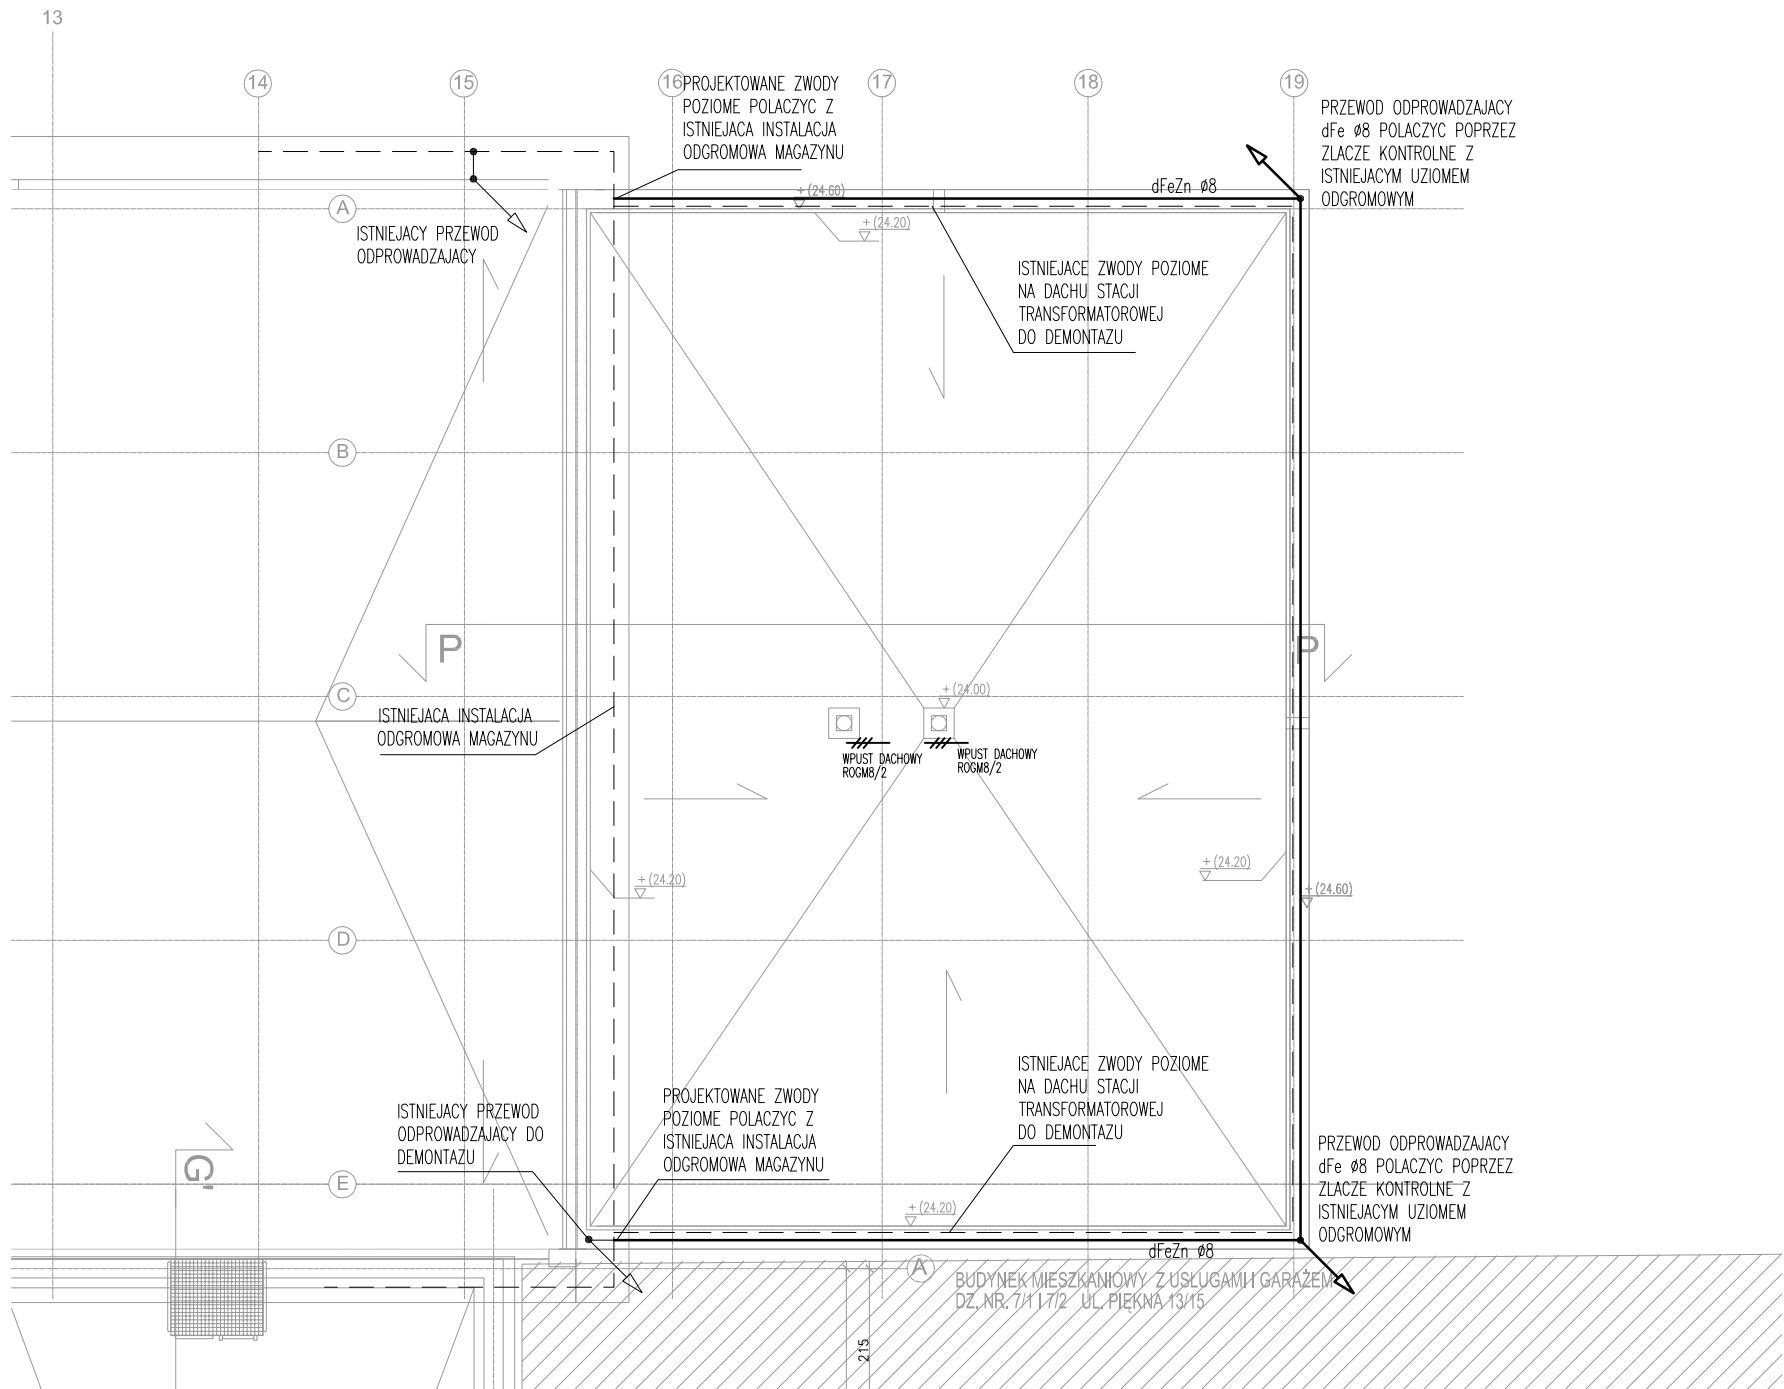 13
14
15
16
17
18
19
PROJEKTOWANE ZWODY
POZIOME POLACZYC Z
ISTNIEJACA INSTALACJA
ODGROMOWA MAGAZYNU
PRZEWOD ODPROWADZAJACY
dFe Ø8 POLACZYC POPRZEZ
ZLACZE KONTROLNE Z
ISTNIEJACYM UZIOMEM
ODGROMOWYM
dFeZn Ø8
+(24.60)
A
+(24.20)
ISTNIEJACY PRZEWOD
ODPROWADZAJACY
ISTNIEJACE ZWODY POZIOME
NA DACHU STACJI
TRANSFORMATOROWEJ
DO DEMONTAZU
B
P
P
C
+(24.00)
ISTNIEJACA INSTALACJA
ODGROMOWA MAGAZYNU
WPUST DACHOWY
ROGM8/2
WPUST DACHOWY
ROGM8/2
+(24.20)
+(24.20)
+(24.60)
D
ISTNIEJACE ZWODY POZIOME
NA DACHU STACJI
TRANSFORMATOROWEJ
DO DEMONTAZU
PROJEKTOWANE ZWODY
POZIOME POLACZYC Z
ISTNIEJACA INSTALACJA
ODGROMOWA MAGAZYNU
ISTNIEJACY PRZEWOD
ODPROWADZAJACY DO
DEMONTAZU
PRZEWOD ODPROWADZAJACY
dFe Ø8 POLACZYC POPRZEZ
ZLACZE KONTROLNE Z
ISTNIEJACYM UZIOMEM
ODGROMOWYM
G'
E
+(24.20)
dFeZn Ø8
A'
BUDYNEK MIESZKANIOWY Z USŁUGAMI I GARAŻEM
DZ. NR. 7/1 I 7/2 UL. PIĘKNA 13/15
215